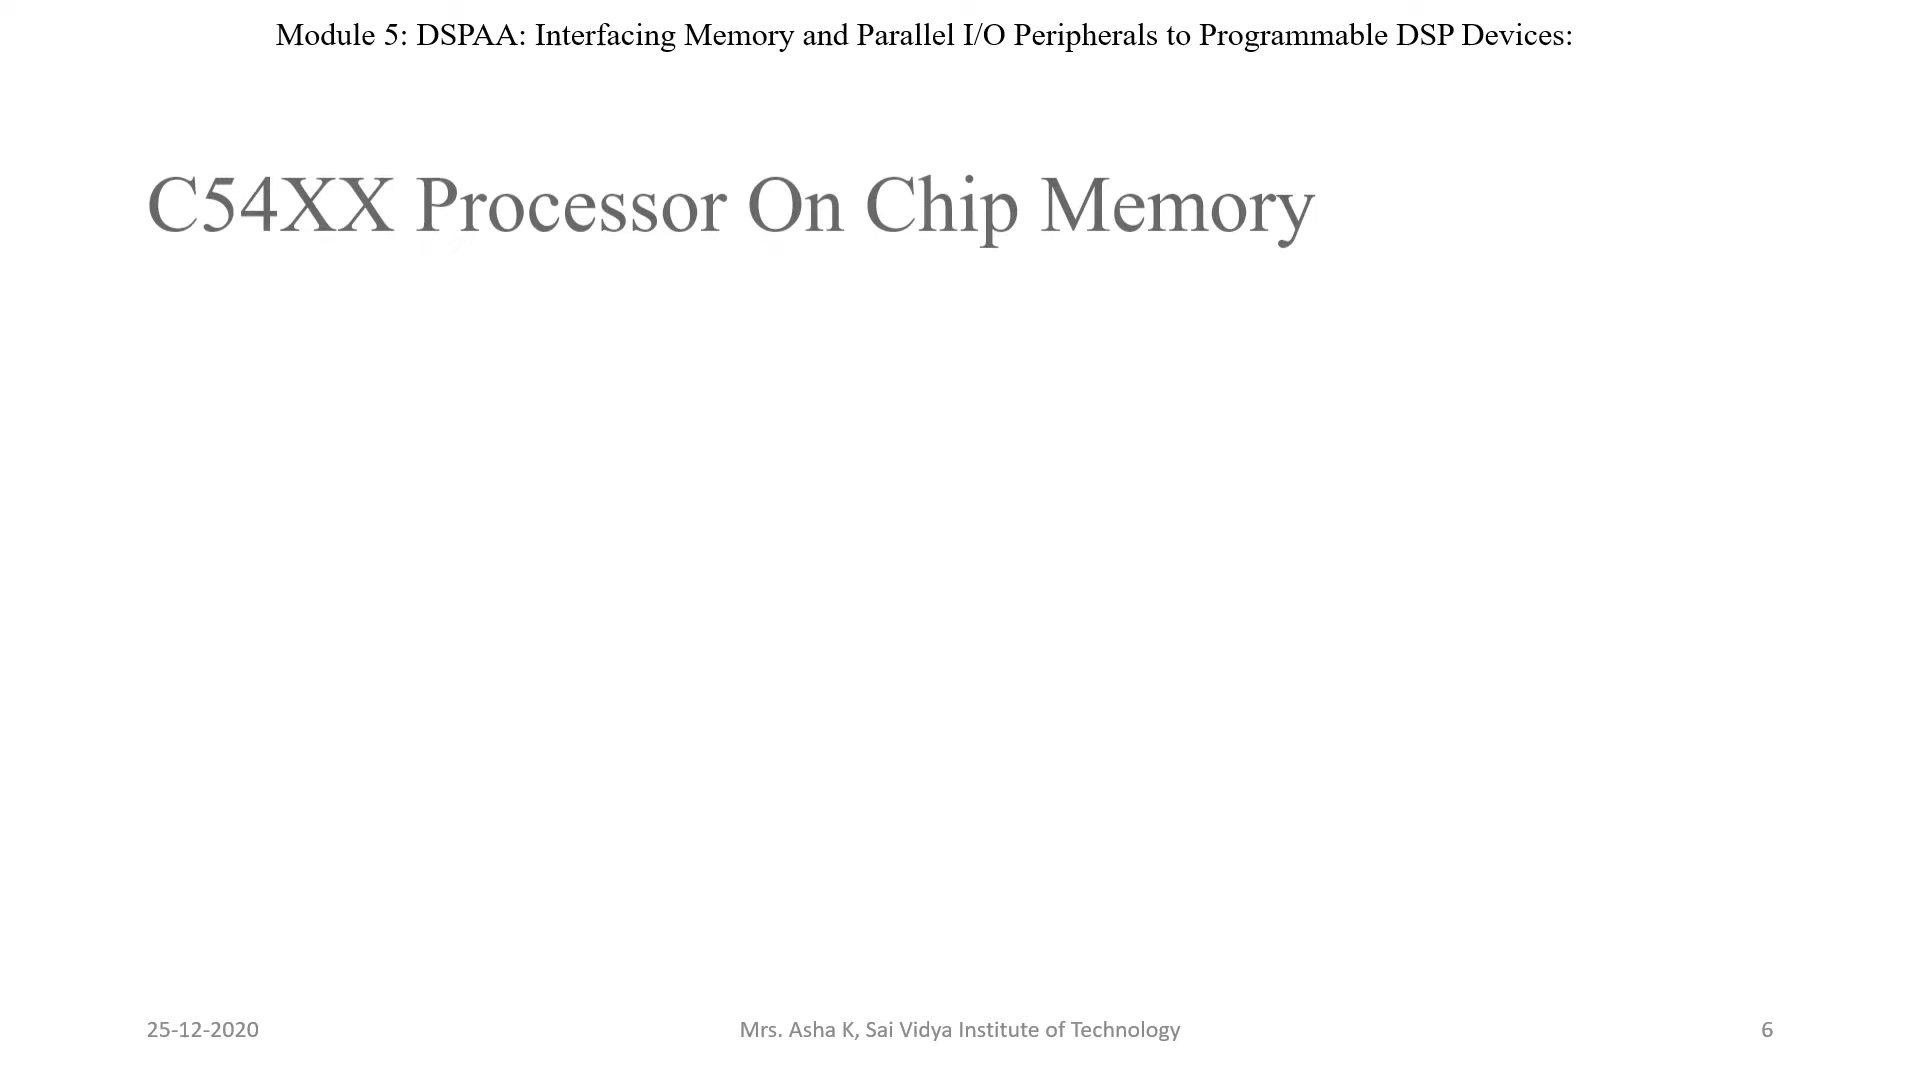 Module 5: DSPAA: Interfacing Memory and Parallel I/O Peripherals to Programmable DSP Devices:
C54XX Processor On Chip Memory
25-12-2020
Mrs. Asha K, Sai Vidya Institute of Technology
6